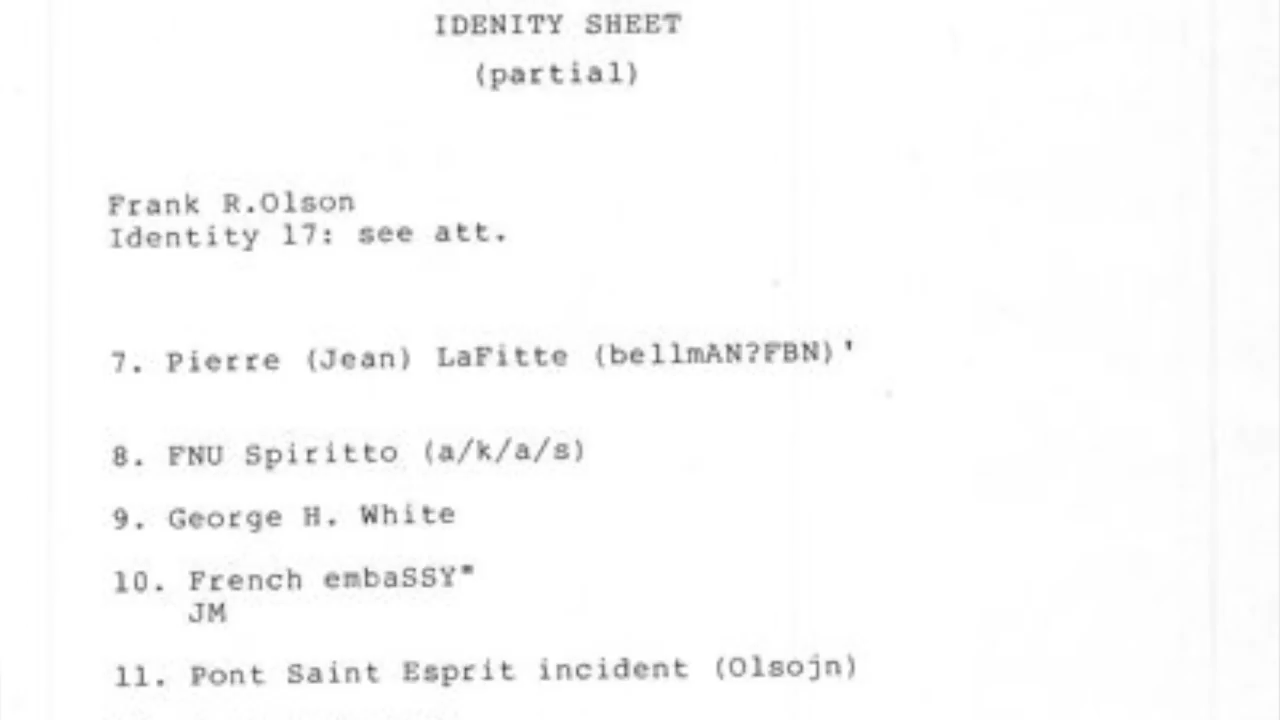 IDENITY SHEET
(partial)
Frank R.Olson
Identity 17: see att.
7. Pierre (Jean) LaFitte (bellmAN?FBN)'
8. FNU Spiritto (a/k/a/s)
9. George H. White
10. French embaSSY"
JM
11. Pont Saint Esprit incident (Olsojn)